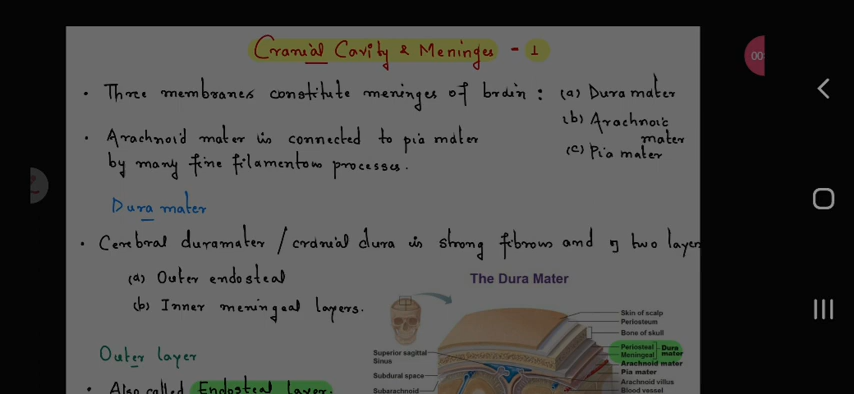 Cranial Cavity & Meninges - 1
• Three membranes constitute meninges of brain : (a) Dura mater
(b) Arachnoid mater
(c) Pia mater
• Arachnoid mater is connected to pia mater
by many fine filamentous processes.
Dura mater
• Cerebral duramater / cranial dura is strong fibrous and of two layer
(a) Outer endosteal
(b) Inner meningeal layers.
The Dura Mater
Skin of scalp
Periosteum
Bone of skull
Periosteal
Meningeal
Dura mater
Arachnoid mater
Pia mater
Arachnoid villus
Blood vessel
Superior sagittal
Sinus
Subdural space
Subarachnoid
Outer layer
• Also called Endosteal layer.
00